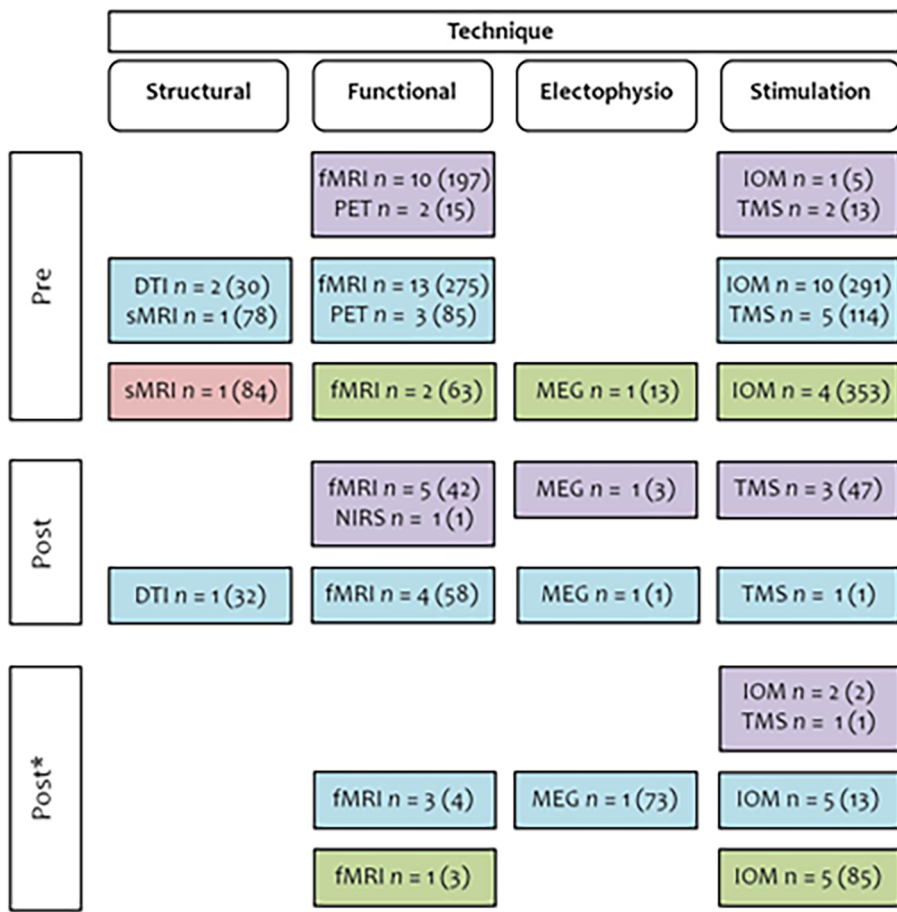 Technique
Structural
Functional
Electophysio
Stimulation
Pre
fMRI n = 10 (197)
PET n = 2 (15)
IOM n = 1 (5)
TMS n = 2 (13)
DTI n = 2 (30)
sMRI n = 1 (78)
fMRI n = 13 (275)
PET n = 3 (85)
IOM n = 10 (291)
TMS n = 5 (114)
sMRI n = 1 (84)
fMRI n = 2 (63)
MEG n = 1 (13)
IOM n = 4 (353)
Post
fMRI n = 5 (42)
NIRS n = 1 (1)
MEG n = 1 (3)
TMS n = 3 (47)
DTI n = 1 (32)
fMRI n = 4 (58)
MEG n = 1 (1)
TMS n = 1 (1)
Post*
IOM n = 2 (2)
TMS n = 1 (1)
fMRI n = 3 (4)
MEG n = 1 (73)
IOM n = 5 (13)
fMRI n = 1 (3)
IOM n = 5 (85)